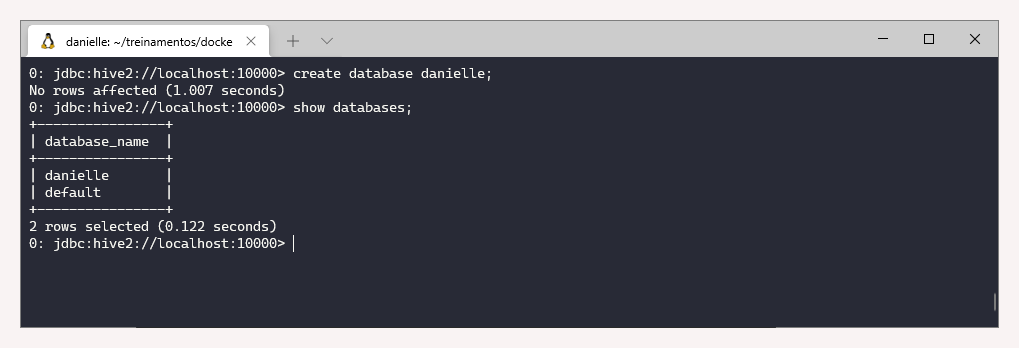 danielle: ~/treinamentos/docke
0: jdbc:hive2://localhost:10000> create database danielle;
No rows affected (1.007 seconds)
0: jdbc:hive2://localhost:10000> show databases;
+----------------+
| database_name  |
+----------------+
| danielle       |
| default        |
+----------------+
2 rows selected (0.122 seconds)
0: jdbc:hive2://localhost:10000>